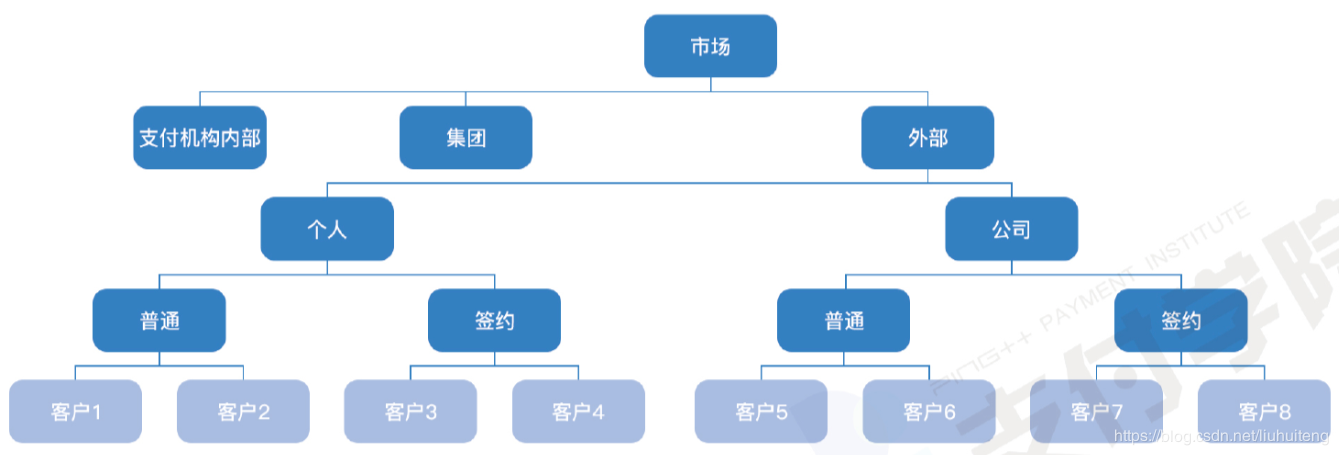 市场
支付机构内部
集团
外部
个人
公司
普通
签约
普通
签约
客户1
客户2
客户3
客户4
客户5
客户6
客户7
客户8
PING++ PAYMENT INSTITUTE
支付学院
https://blog.csdn.net/liuhuiteng